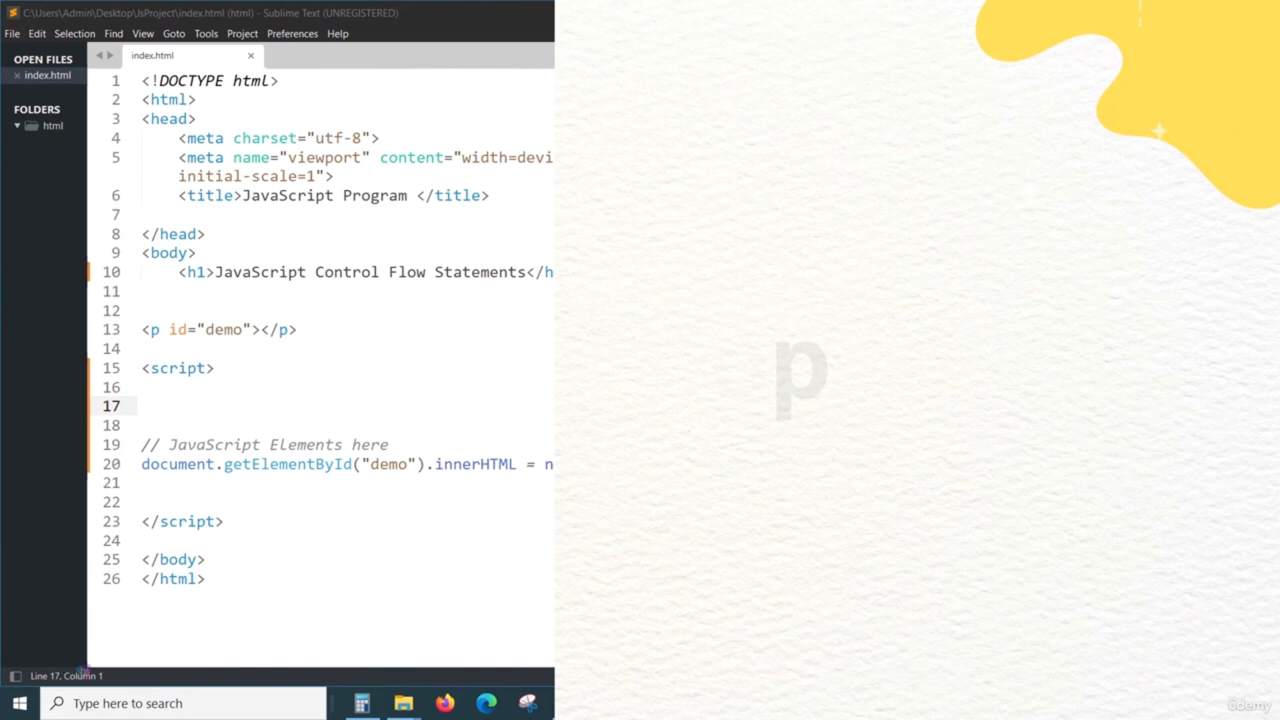 C:\Users\Admin\Desktop\JsProject\index.html (html) - Sublime Text (UNREGISTERED)
File Edit Selection Find View Goto Tools Project Preferences Help
OPEN FILES
index.html
FOLDERS
html
index.html
1 <!DOCTYPE html>
2 <html>
3 <head>
4 <meta charset="utf-8">
5 <meta name="viewport" content="width=devi
initial-scale=1">
6 <title>JavaScript Program </title>
7
8 </head>
9 <body>
10 <h1>JavaScript Control Flow Statements</h
11
12
13 <p id="demo"></p>
14
15 <script>
16
17
18
19 // JavaScript Elements here
20 document.getElementById("demo").innerHTML = n
21
22
23 </script>
24
25 </body>
26 </html>
p
Line 17, Column 1
Type here to search
ûdemy